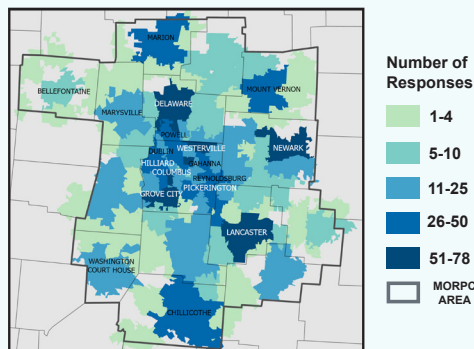 MARION
BELLEFONTAINE
MOUNT VERNON
DELAWARE
MARYSVILLE
POWELL
DUBLIN
WESTERVILLE
NEWARK
HILLIARD
GAHANNA
COLUMBUS
REYNOLDSBURG
GROVE CITY
PICKERINGTON
LANCASTER
WASHINGTON
COURT HOUSE
CHILLICOTHE
Number of
Responses
1-4
5-10
11-25
26-50
51-78
MORPC
AREA